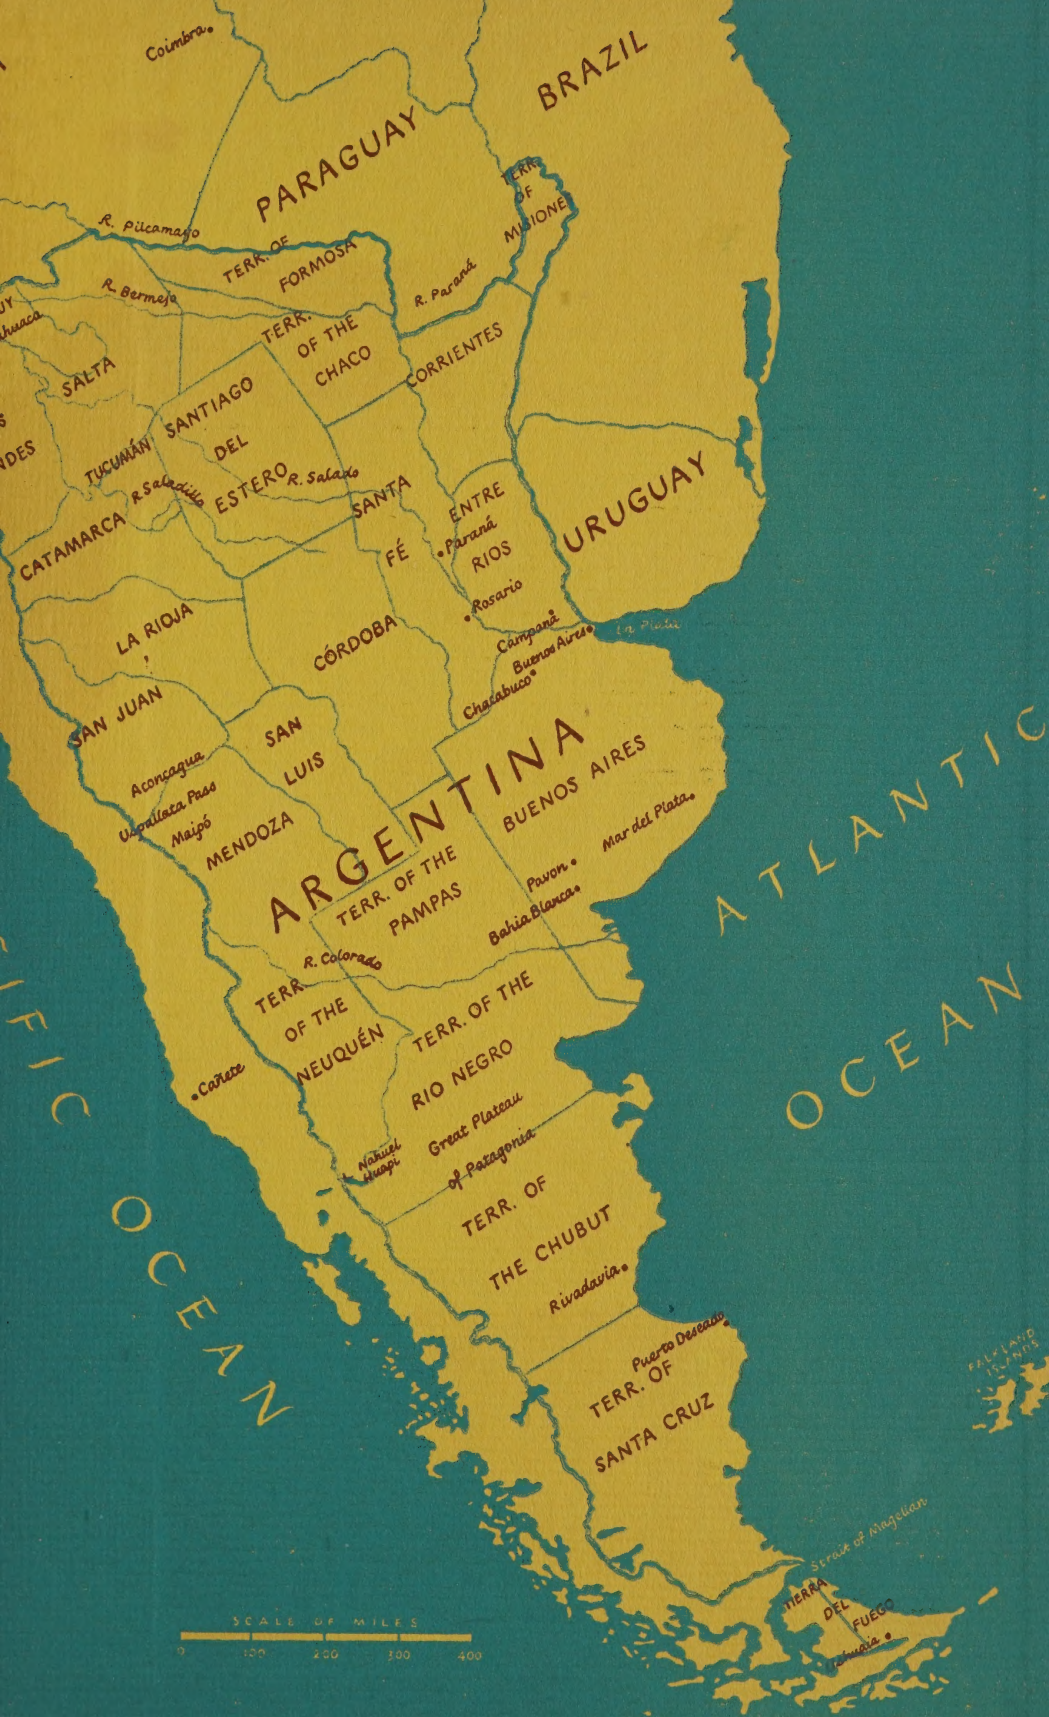 Coimbra
BRAZIL
PARAGUAY
TERR.
OF
R. Pilcamayo
TERR. OF
FORMOSA
R. Paraná
R. Bermejo
TERR.
OF THE
CHACO
CORRIENTES
SALTA
SANTIAGO
DEL
ESTERO
TUCUMÁN
R. Saladillo
R. Salado
SANTA
FÉ
URUGUAY
ENTRE
Paraná
RIOS
CATAMARCA
Rosario
LA RIOJA
CÓRDOBA
Campana
Buenos Aires
La Plata
Chacabuco
SAN JUAN
SAN
LUIS
Aconcagua
Uspallata Pass
Maipó
MENDOZA
ARGENTINA
BUENOS AIRES
Mar del Plata
ATLANTIC
OCEAN
TERR. OF THE
PAMPAS
Pavon
Bahia Blanca
R. Colorado
TERR.
OF THE
NEUQUÉN
TERR. OF THE
RIO NEGRO
Cañete
Great Plateau
of Patagonia
Nahuel
Huapi
TERR. OF
THE CHUBUT
Rivadavia
OCEAN
Puerto Deseado
TERR. OF
SANTA CRUZ
FALKLAND
ISLANDS
Strait of Magellan
TIERRA
DEL
FUEGO
Ushuaia
SCALE OF MILES
0 100 200 300 400